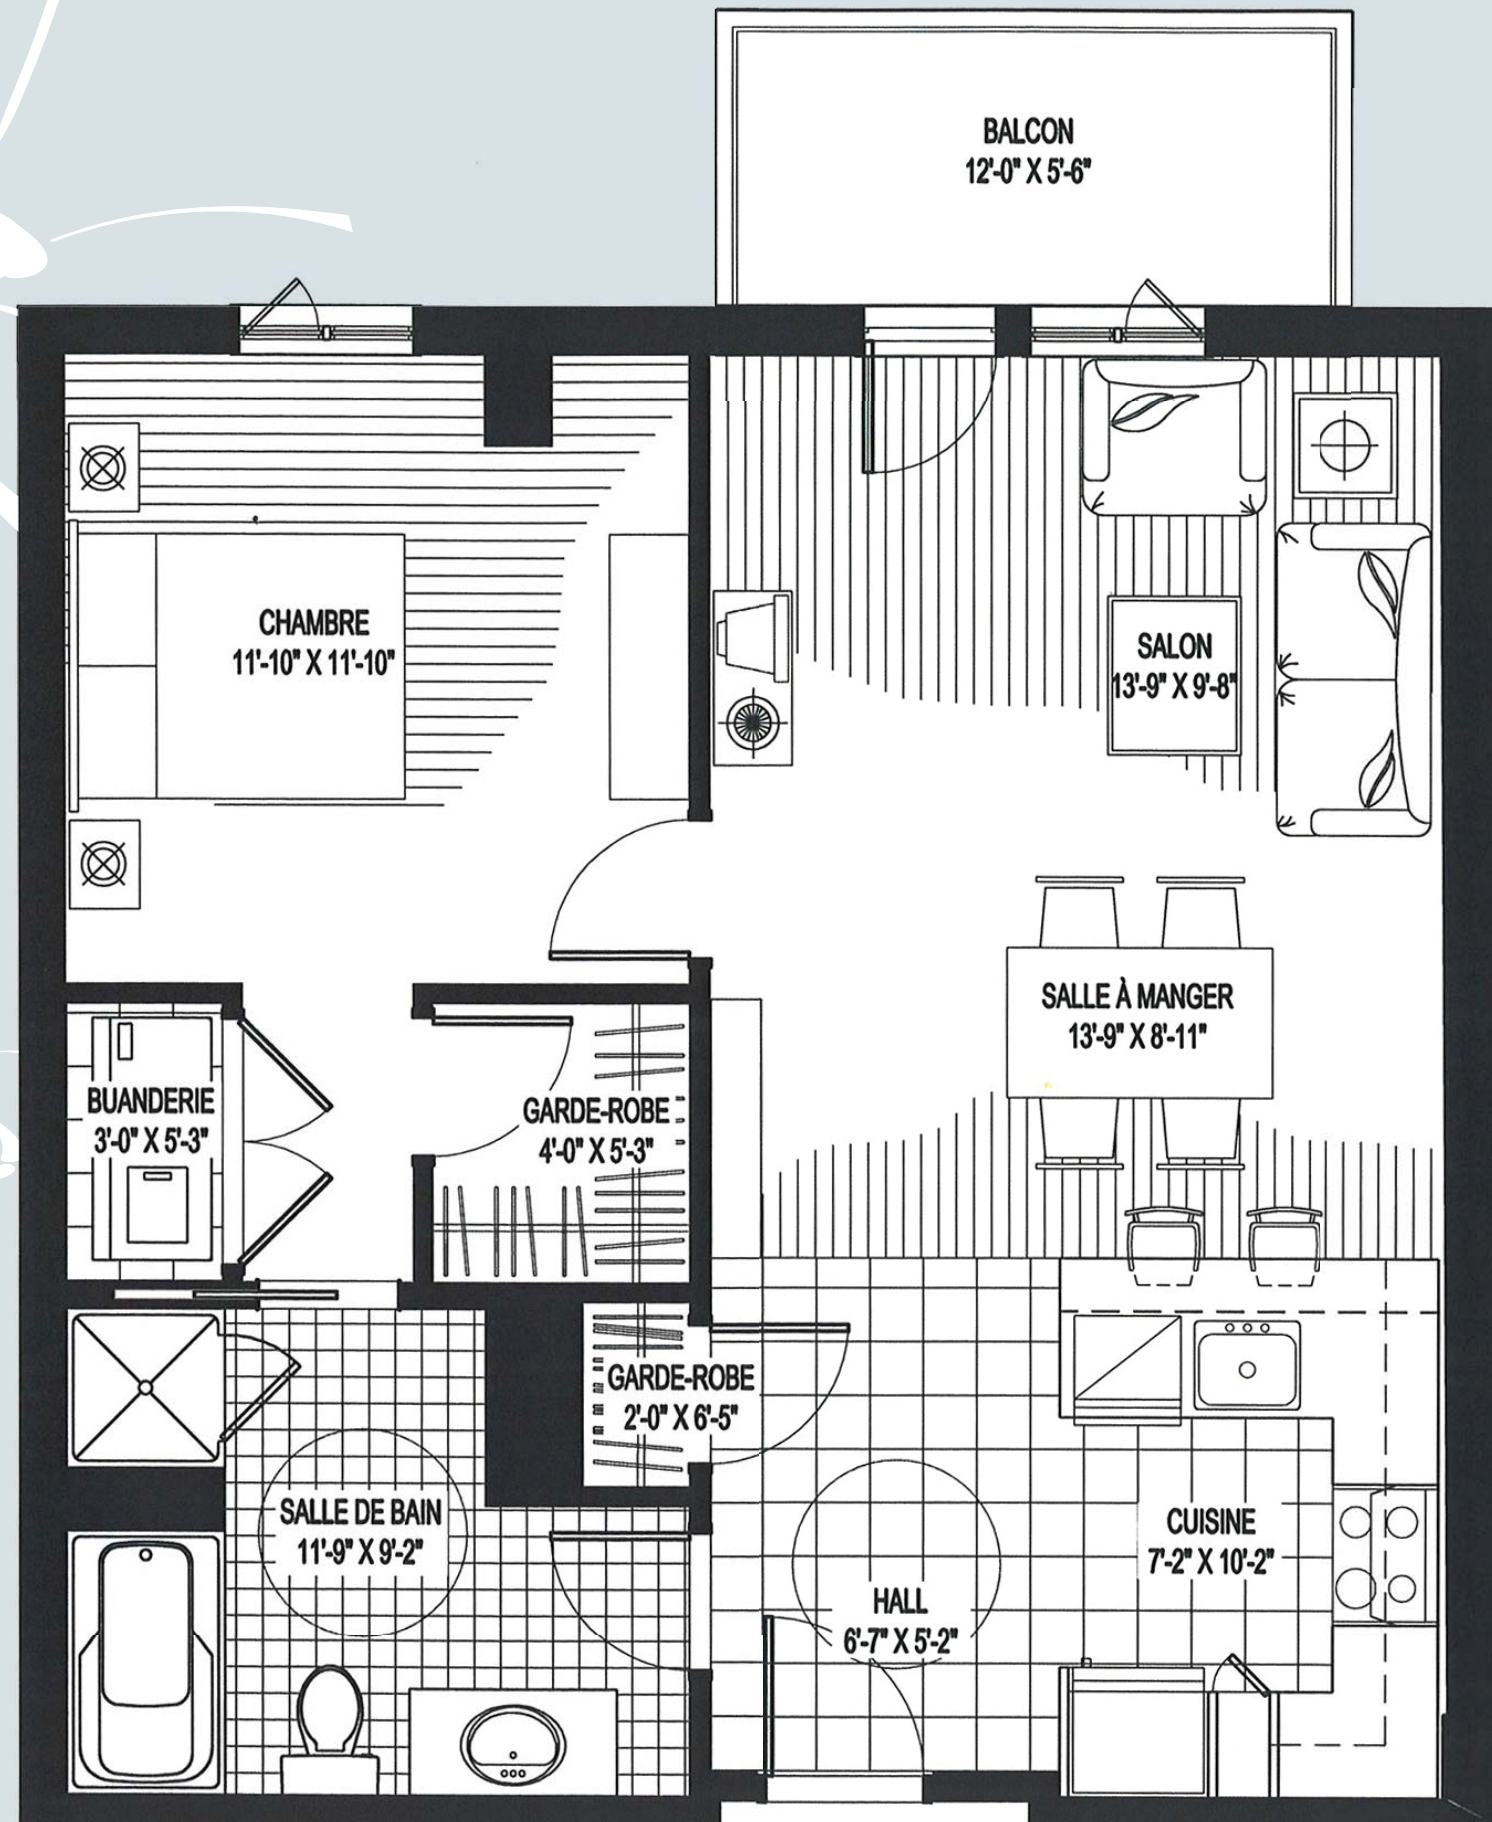 BALCON
12'-0" X 5'-6"
CHAMBRE
11'-10" X 11'-10"
SALON
13'-9" X 9'-8"
SALLE À MANGER
13'-9" X 8'-11"
BUANDERIE
3'-0" X 5'-3"
GARDE-ROBE
4'-0" X 5'-3"
GARDE-ROBE
2'-0" X 6'-5"
SALLE DE BAIN
11'-9" X 9'-2"
CUISINE
7'-2" X 10'-2"
HALL
6'-7" X 5'-2"